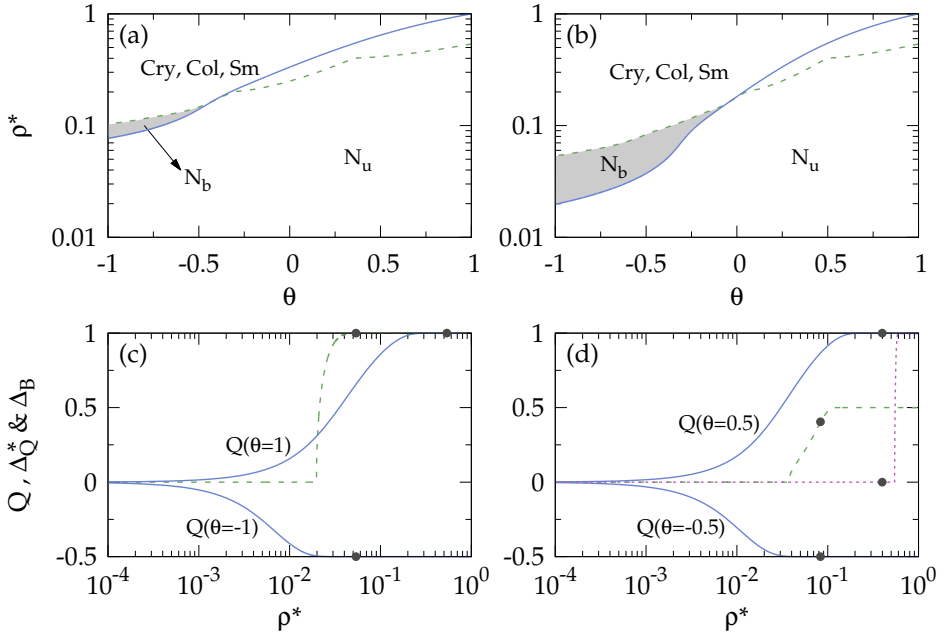 1
(a)
Cry, Col, Sm
ρ*
0.1
N_b
N_u
0.01
-1
-0.5
0
0.5
1
θ
1
(b)
Cry, Col, Sm
0.1
N_b
N_u
0.01
-1
-0.5
0
0.5
1
θ
Q , Δ*_Q & Δ_B
1
(c)
0.5
Q(θ=1)
0
Q(θ=-1)
-0.5
10^-4
10^-3
10^-2
10^-1
10^0
ρ*
1
(d)
0.5
Q(θ=0.5)
0
Q(θ=-0.5)
-0.5
10^-4
10^-3
10^-2
10^-1
10^0
ρ*